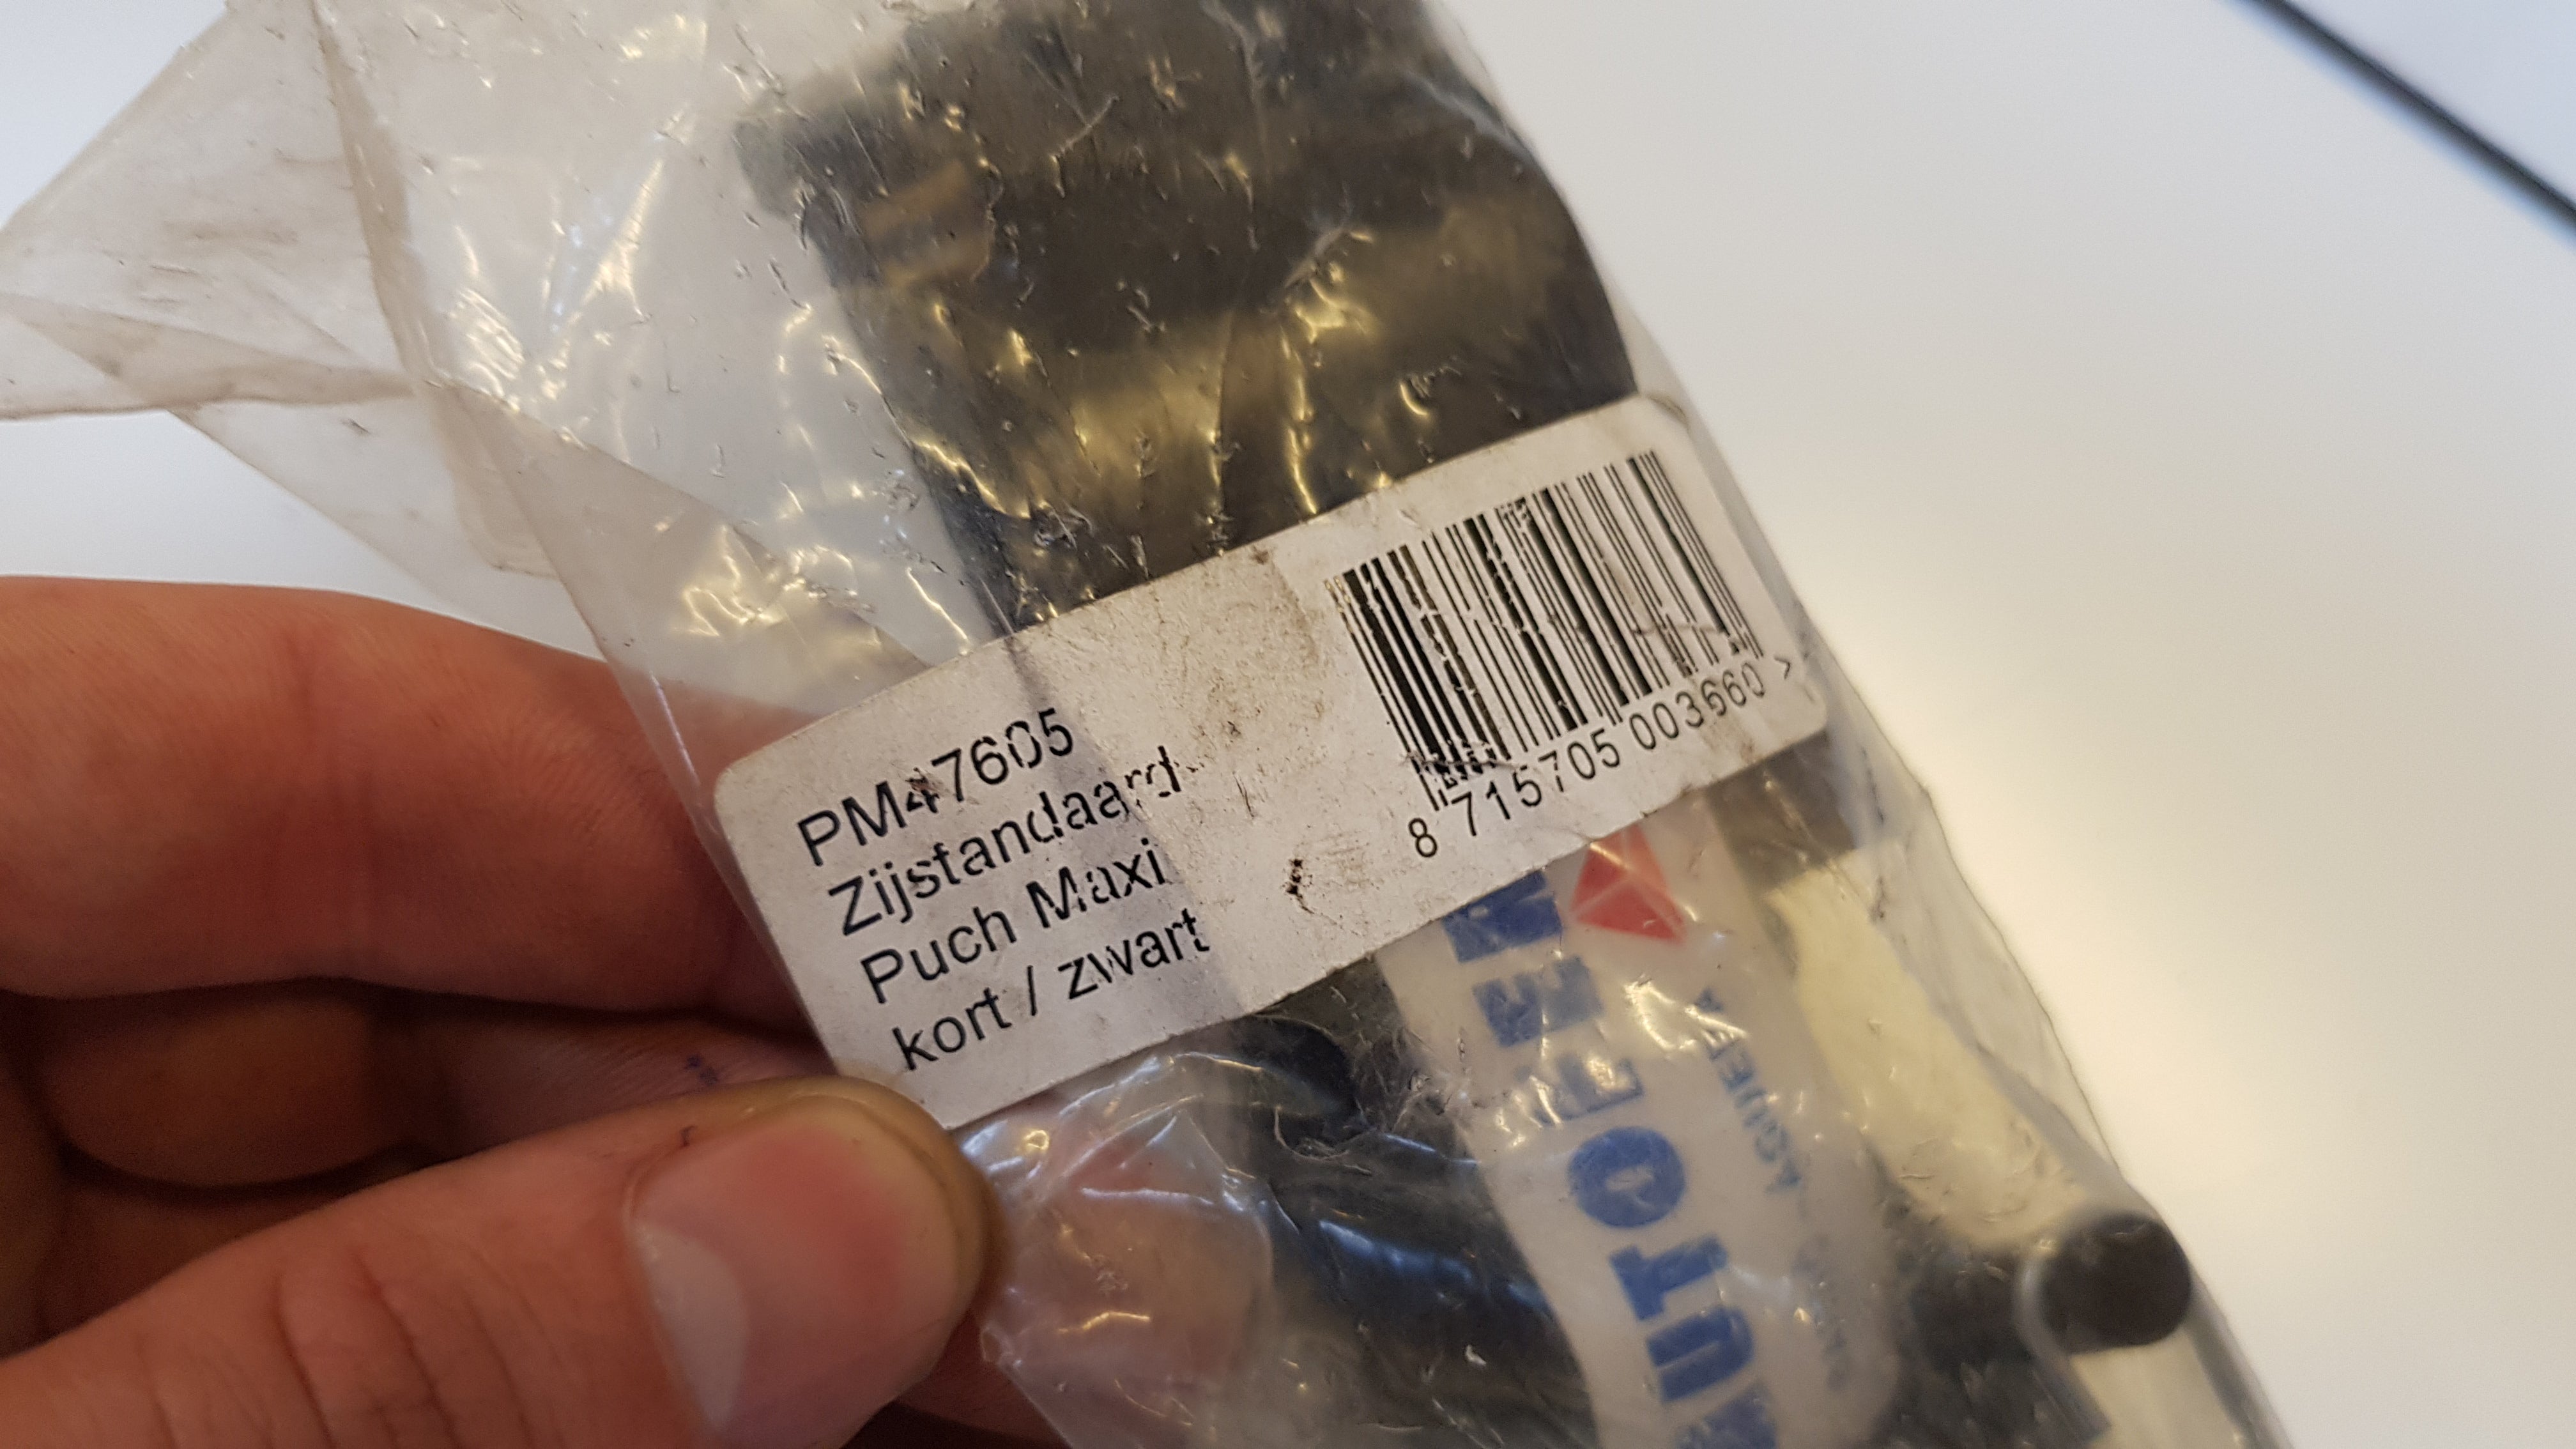 PM47605
Zijstandaard
Puch Maxi
kort / zwart
8 715705 003660 >